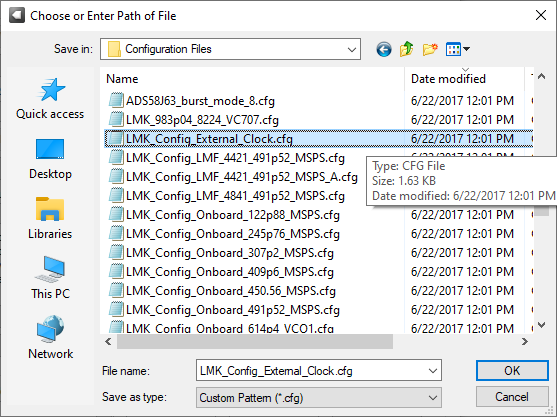 Choose or Enter Path of File
Save in: Configuration Files
Name Date modified
ADS58J63_burst_mode_8.cfg 6/22/2017 12:01 PM
LMK_983p04_8224_VC707.cfg 6/22/2017 12:01 PM
LMK_Config_External_Clock.cfg 6/22/2017 12:01 PM
LMK_Config_LMF_4421_491p52_MSPS.cfg
LMK_Config_LMF_4421_491p52_MSPS_A.cfg
LMK_Config_LMF_4841_491p52_MSPS.cfg
LMK_Config_Onboard_122p88_MSPS.cfg 6/22/2017 12:01 PM
LMK_Config_Onboard_245p76_MSPS.cfg 6/22/2017 12:01 PM
LMK_Config_Onboard_307p2_MSPS.cfg 6/22/2017 12:01 PM
LMK_Config_Onboard_409p6_MSPS.cfg 6/22/2017 12:01 PM
LMK_Config_Onboard_450.56_MSPS.cfg 6/22/2017 12:01 PM
LMK_Config_Onboard_491p52_MSPS.cfg 6/22/2017 12:01 PM
LMK_Config_Onboard_614p4_VCO1.cfg 6/22/2017 12:01 PM
Type: CFG File
Size: 1.63 KB
Date modified: 6/22/2017 12:01 PM
Quick access
Desktop
Libraries
This PC
Network
File name: LMK_Config_External_Clock.cfg OK
Save as type: Custom Pattern (*.cfg) Cancel